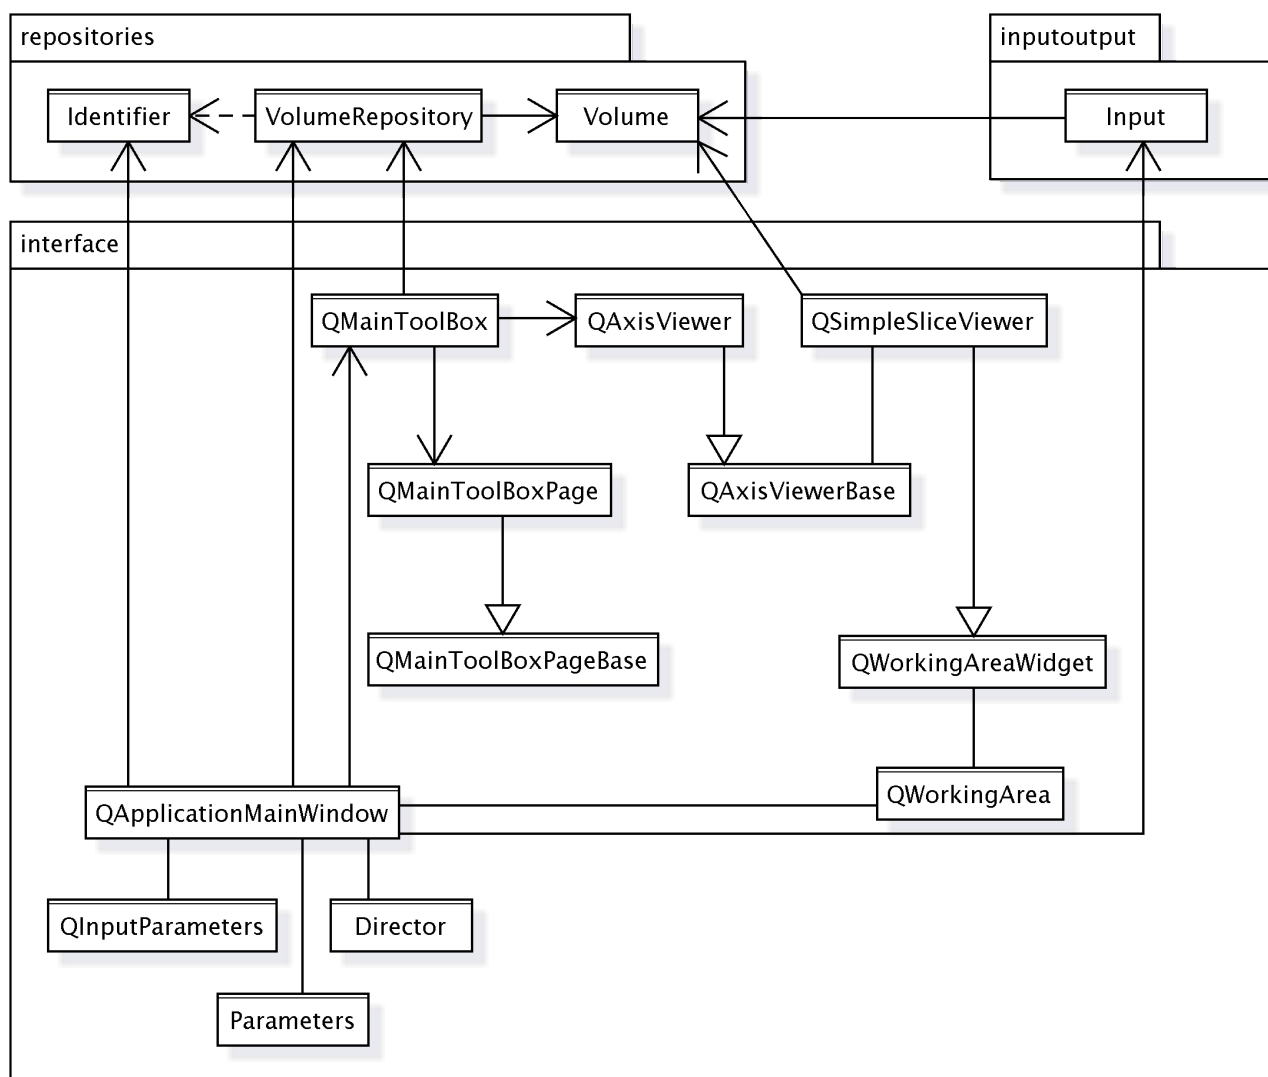 repositories
inputoutput
Identifier
VolumeRepository
Volume
Input
interface
QMainToolBox
QAxisViewer
QSimpleSliceViewer
QMainToolBoxPage
QAxisViewerBase
QMainToolBoxPageBase
QWorkingAreaWidget
QWorkingArea
QApplicationMainWindow
QInputParameters
Director
Parameters